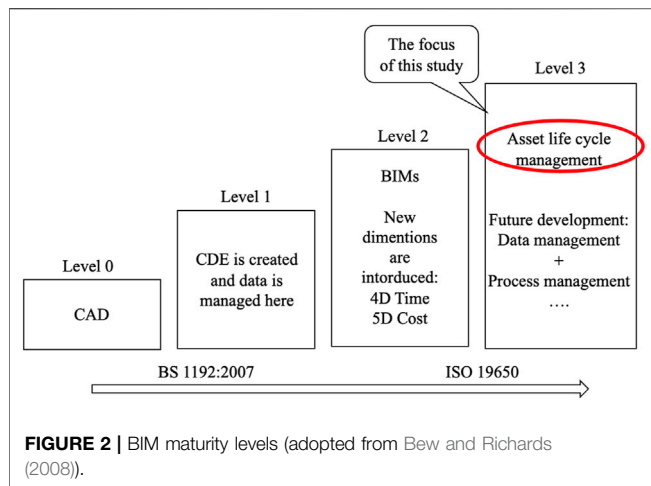 The focus
of this study
Level 3
Asset life cycle
management
Future development:
Data management
+
Process management
....
Level 2
BIMs
New
dimentions
are
intorduced:
4D Time
5D Cost
Level 1
CDE is created
and data is
managed here
Level 0
CAD
BS 1192:2007
ISO 19650
FIGURE 2 | BIM maturity levels (adopted from Bew and Richards
(2008)).